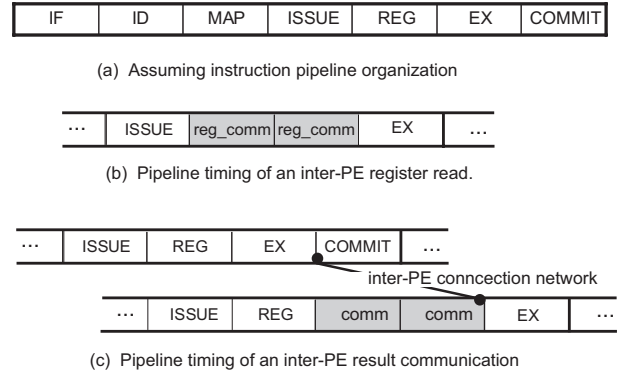 IF ID MAP ISSUE REG EX COMMIT
(a) Assuming instruction pipeline organization
... ISSUE reg_comm reg_comm EX ...
(b) Pipeline timing of an inter-PE register read.
... ISSUE REG EX COMMIT ...
inter-PE conncection network
... ISSUE REG comm comm EX ...
(c) Pipeline timing of an inter-PE result communication